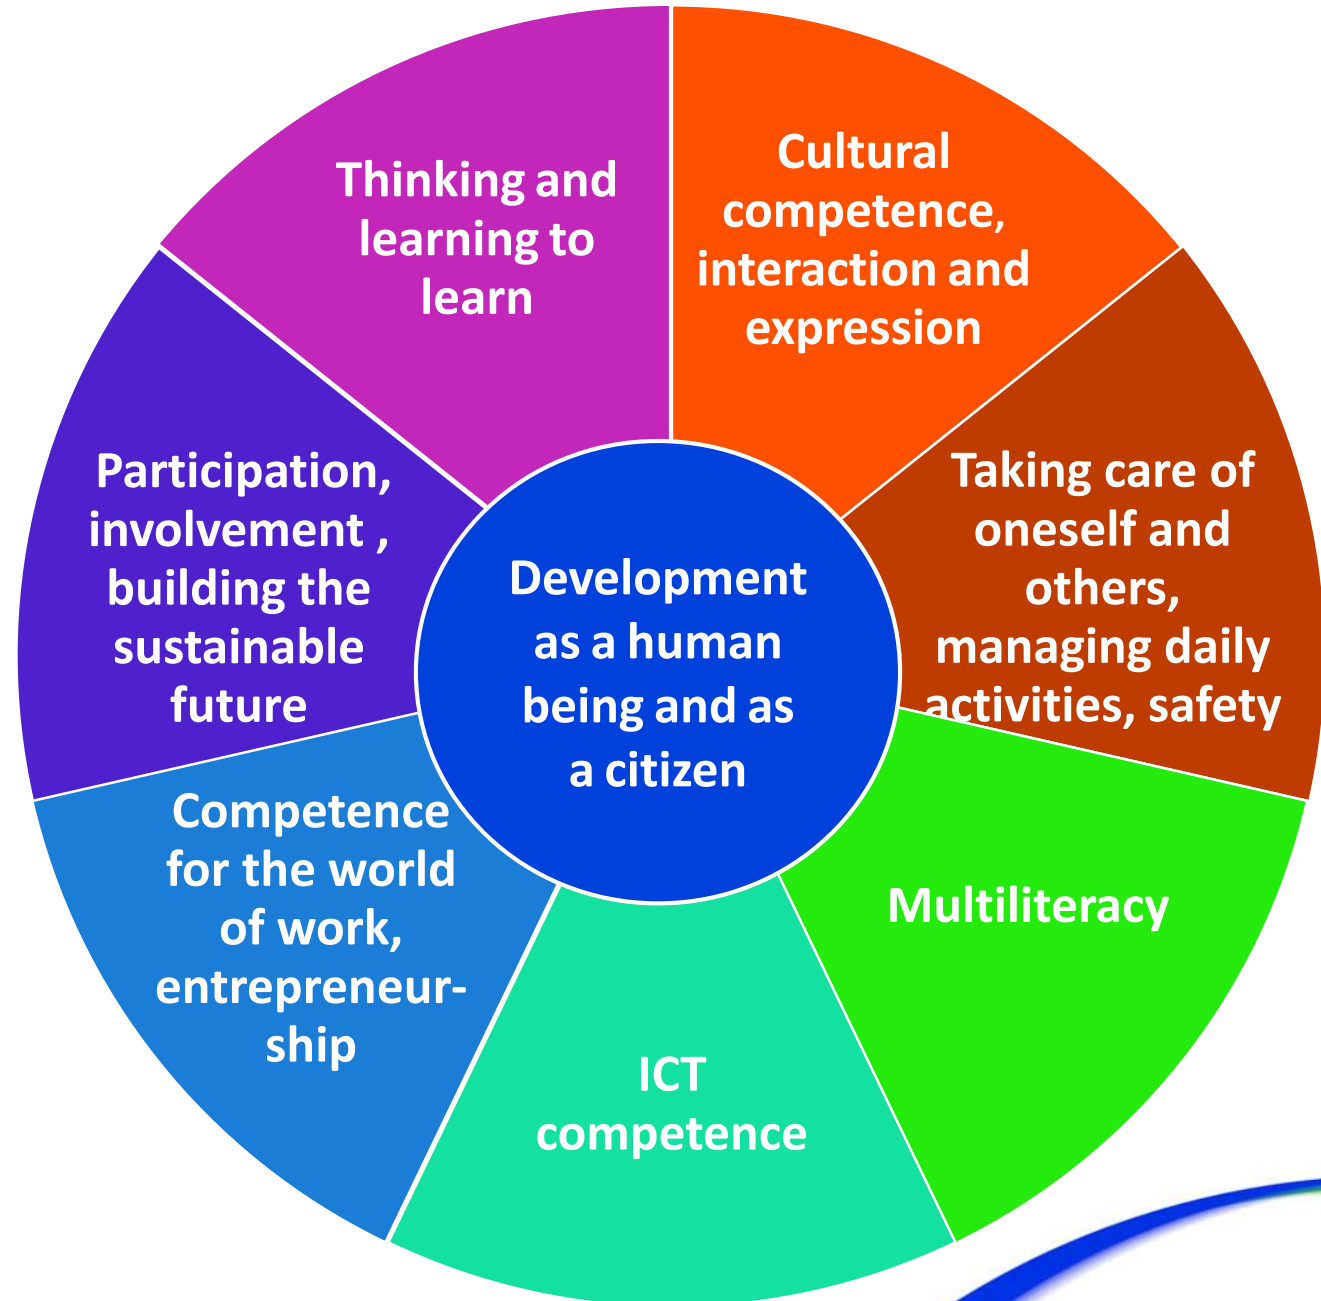 Thinking and
learning to
learn
Cultural
competence,
interaction and
expression
Participation,
involvement ,
building the
sustainable
future
Development
as a human
being and as
a citizen
Taking care of
oneself and
others,
managing daily
activities, safety
Competence
for the world
of work,
entrepreneur-
ship
Multiliteracy
ICT
competence